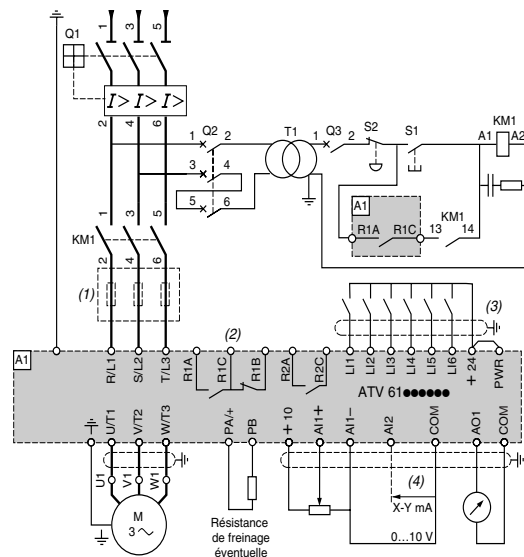 1 3 5
Q1
I> I> I>
2 4 6
1 Q2 2 T1 1 Q3 2 S2 S1 A1 KM1 A2
3 4
5 6
A1
R1A R1C 13 KM1 14
1 3 5
KM1
2 4 6
(1) (2) (3)
A1
R/L1 S/L2 T/L3 R1A R1C R1B R2A R2C LI1 LI2 LI3 LI4 LI5 LI6 + 24 PWR
ATV 61●●●●●●
U/T1 V/T2 W/T3 PA/+ PB + 10 AI1+ AI1- AI2 COM AO1 COM
U1 V1 W1
(4)
X-Y mA
M
3 ~
0…10 V
Résistance
de freinage
éventuelle